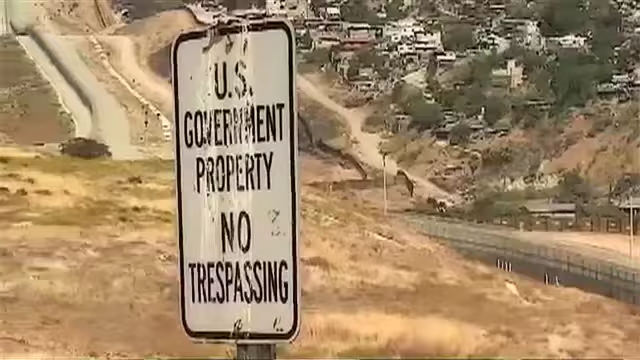 U.S.
GOVERNMENT
PROPERTY
NO
TRESPASSING